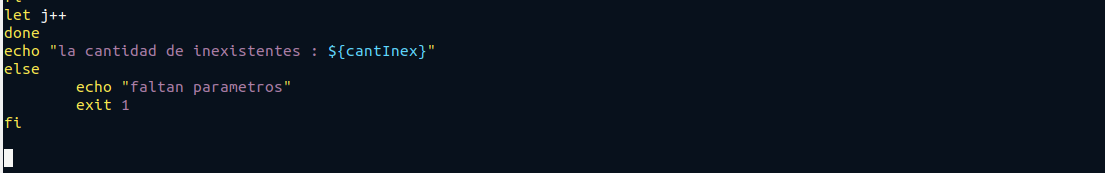 let j++
done
echo "la cantidad de inexistentes : ${cantInex}"
else
        echo "faltan parametros"
        exit 1
fi